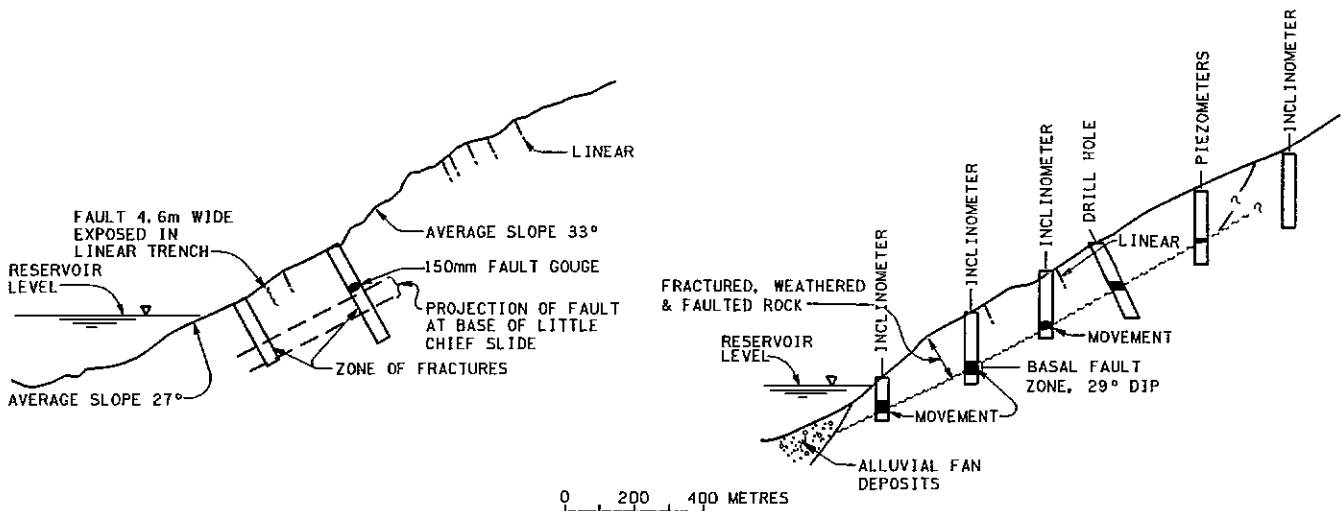 LINEAR
FAULT 4.6m WIDE
EXPOSED IN
LINEAR TRENCH
AVERAGE SLOPE 33°
RESERVOIR
LEVEL
150mm FAULT GOUGE
PROJECTION OF FAULT
AT BASE OF LITTLE
CHIEF SLIDE
ZONE OF FRACTURES
AVERAGE SLOPE 27°
INCLINOMETER
INCLINOMETER
INCLINOMETER
DRILL HOLE
PIEZOMETERS
INCLINOMETER
? ?
LINEAR
FRACTURED, WEATHERED
& FAULTED ROCK
MOVEMENT
RESERVOIR
LEVEL
BASAL FAULT
ZONE, 29° DIP
MOVEMENT
ALLUVIAL FAN
DEPOSITS
0 200 400 METRES